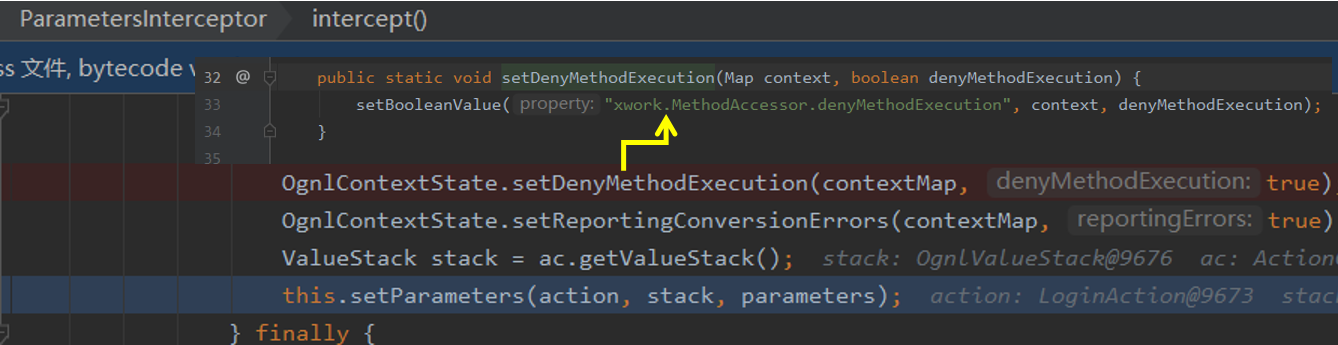 ParametersInterceptor intercept()
ss 文件, bytecode v
32 @ public static void setDenyMethodExecution(Map context, boolean denyMethodExecution) {
33 setBooleanValue( property: "xwork.MethodAccessor.denyMethodExecution", context, denyMethodExecution);
34 }
35
OgnlContextState.setDenyMethodExecution(contextMap, denyMethodExecution: true);
OgnlContextState.setReportingConversionErrors(contextMap, reportingErrors: true)
ValueStack stack = ac.getValueStack(); stack: OgnlValueStack@9676 ac: Action
this.setParameters(action, stack, parameters); action: LoginAction@9673 stac
} finally {